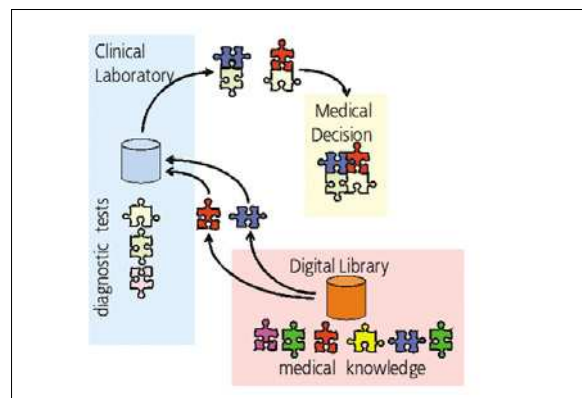 Clinical
Laboratory
Medical
Decision
diagnostic tests
Digital Library
medical knowledge